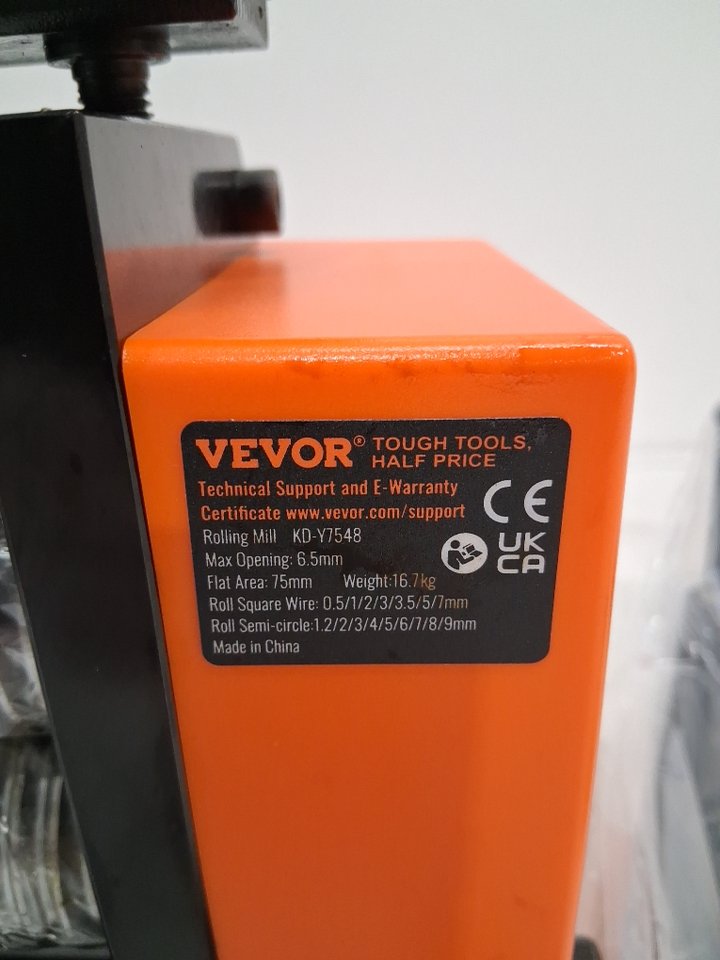 VEVOR® TOUGH TOOLS,
HALF PRICE
Technical Support and E-Warranty
Certificate www.vevor.com/support
CE
Rolling Mill KD-Y7548
UK
CA
Max Opening: 6.5mm
Flat Area: 75mm Weight:16.7kg
Roll Square Wire: 0.5/1/2/3/3.5/5/7mm
Roll Semi-circle:1.2/2/3/4/5/6/7/8/9mm
Made in China